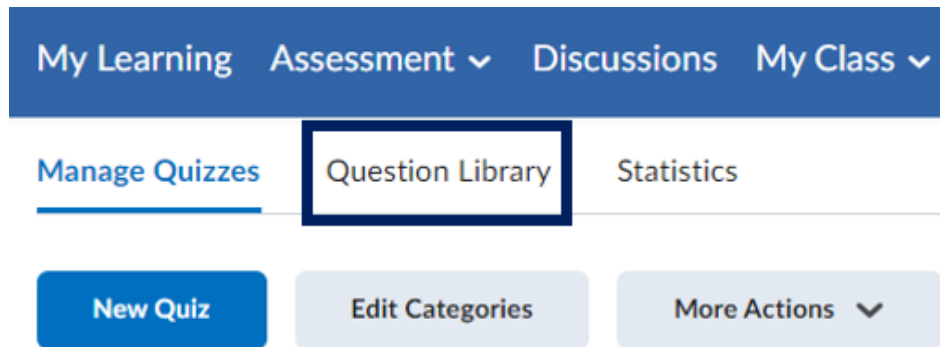 My Learning Assessment Discussions My Class
Manage Quizzes Question Library Statistics
New Quiz Edit Categories More Actions